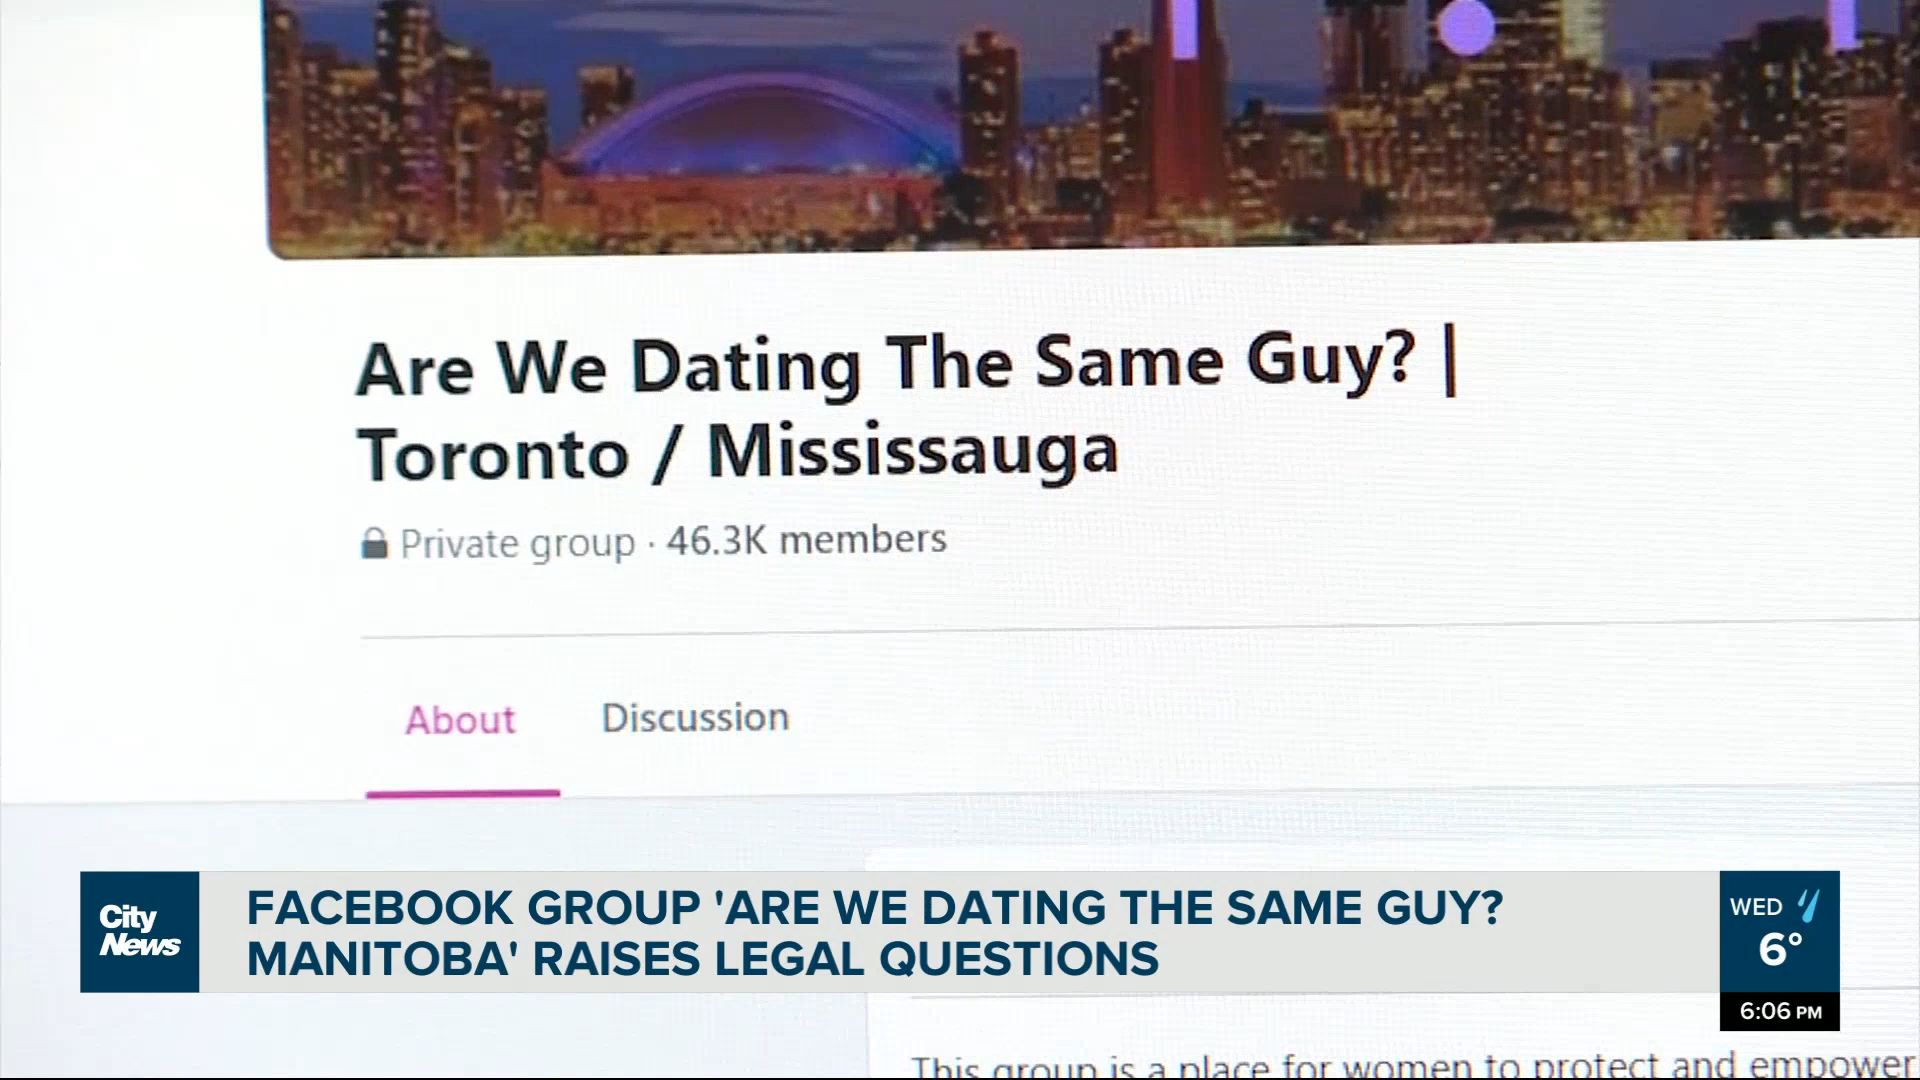 Are We Dating The Same Guy? |
Toronto / Mississauga
Private group · 46.3K members
About Discussion
City
News
FACEBOOK GROUP 'ARE WE DATING THE SAME GUY?
MANITOBA' RAISES LEGAL QUESTIONS
WED
6°
6:06 PM
This group is a place for women to protect and empower